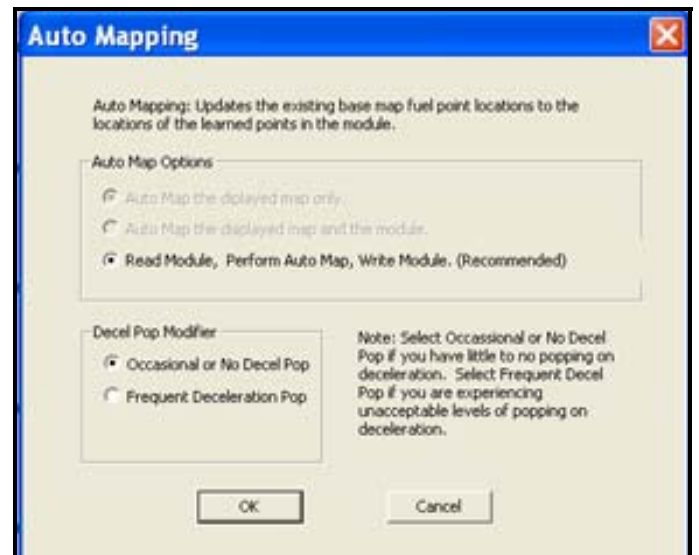 Auto Mapping
Auto Mapping: Updates the existing base map fuel point locations to the
locations of the learned points in the module.
Auto Map Options
Auto Map the diplayed map only.
Auto Map the displayed map and the module.
Read Module, Perform Auto Map, Write Module. (Recommended)
Decel Pop Modifier
Occasional or No Decel Pop
Frequent Deceleration Pop
Note: Select Occassional or No Decel
Pop if you have little to no popping on
deceleration. Select Frequent Decel
Pop if you are experiencing
unacceptable levels of popping on
deceleration.
OK
Cancel